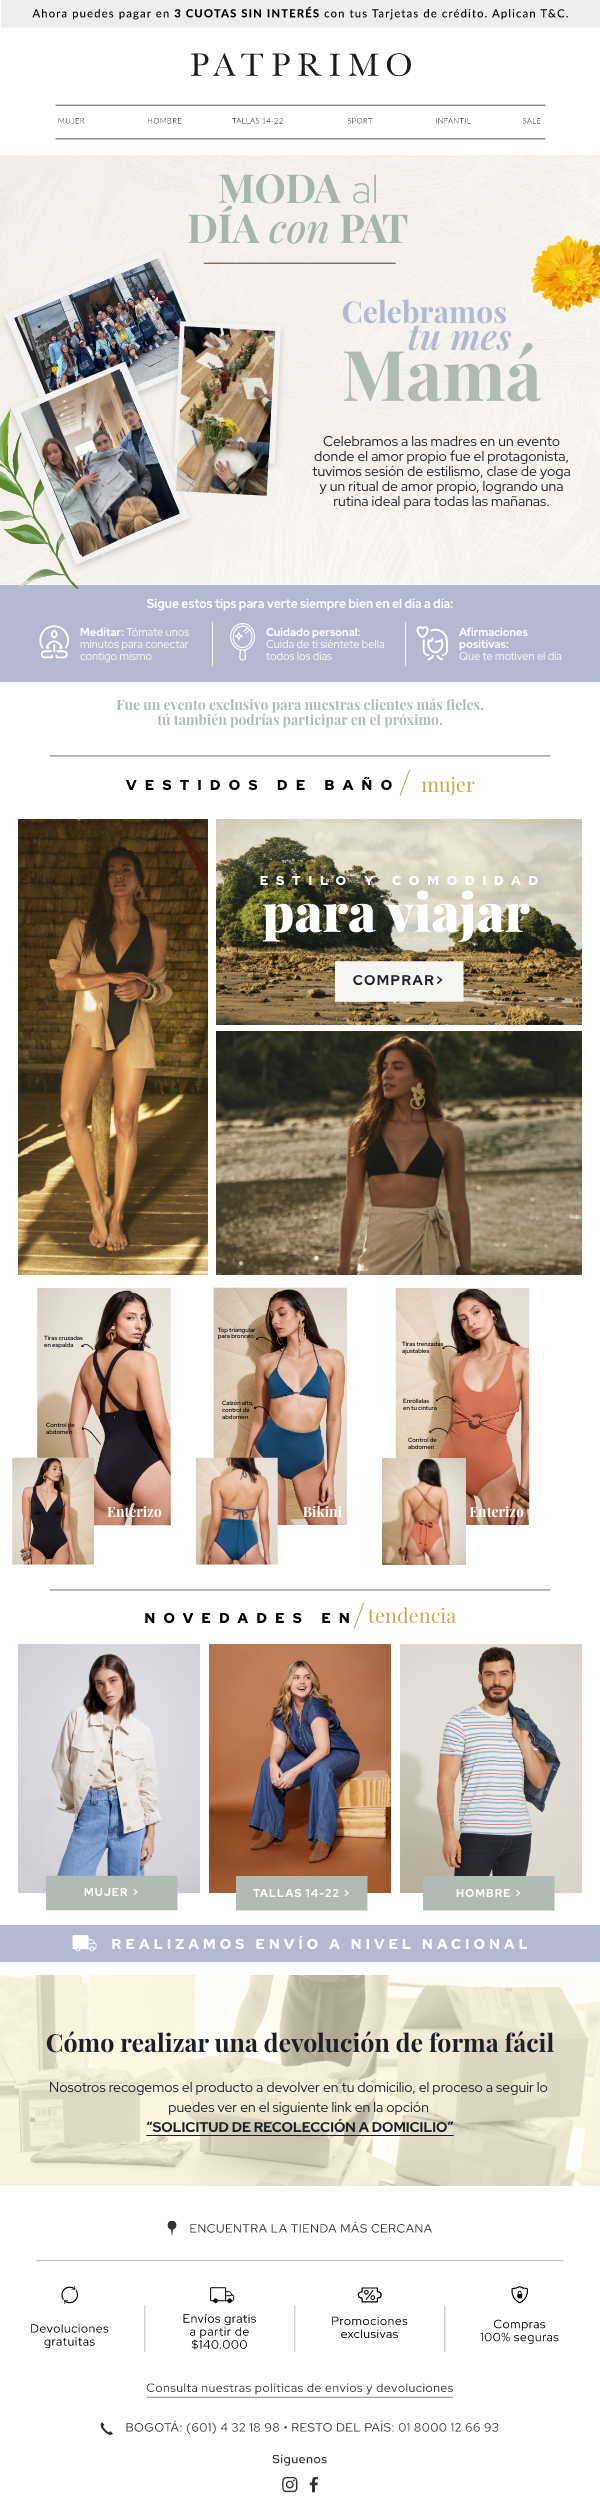 Ahora puedes pagar en 3 CUOTAS SIN INTERÉS con tus Tarjetas de crédito. Aplican T&C.
PATPRIMO
MUJER HOMBRE TALLAS 14-22 SPORT INFANTIL SALE
MODA al
DÍA con PAT
Celebramos
tu mes
Mamá
Celebramos a las madres en un evento
donde el amor propio fue el protagonista,
tuvimos sesión de estilismo, clase de yoga
y un ritual de amor propio, logrando una
rutina ideal para todas las mañanas.
Sigue estos tips para verte siempre bien en el día a día:
Meditar: Tómate unos
minutos para conectar
contigo mismo
Cuidado personal:
Cuida de ti siéntete bella
todos los días
Afirmaciones
positivas:
Que te motiven el día
Fue un evento exclusivo para nuestras clientes más fieles,
tú también podrías participar en el próximo.
VESTIDOS DE BAÑO / mujer
ESTILO Y COMODIDAD
para viajar
COMPRAR>
Tiras cruzadas
en espalda
Control de
abdomen
Enterizo
Top triangular
para bronceo
Calzón alto,
control de
abdomen
Bikini
Tiras trenzadas
ajustables
Enróllalas
en tu cintura
Control de
abdomen
Enterizo
NOVEDADES EN / tendencia
MUJER >
TALLAS 14-22 >
HOMBRE >
REALIZAMOS ENVÍO A NIVEL NACIONAL
Cómo realizar una devolución de forma fácil
Nosotros recogemos el producto a devolver en tu domicilio, el proceso a seguir lo
puedes ver en el siguiente link en la opción
“SOLICITUD DE RECOLECCIÓN A DOMICILIO”
ENCUENTRA LA TIENDA MÁS CERCANA
Devoluciones
gratuitas
Envíos gratis
a partir de
$140.000
Promociones
exclusivas
Compras
100% seguras
Consulta nuestras políticas de envíos y devoluciones
BOGOTÁ: (601) 4 32 18 98 • RESTO DEL PAÍS: 01 8000 12 66 93
Síguenos